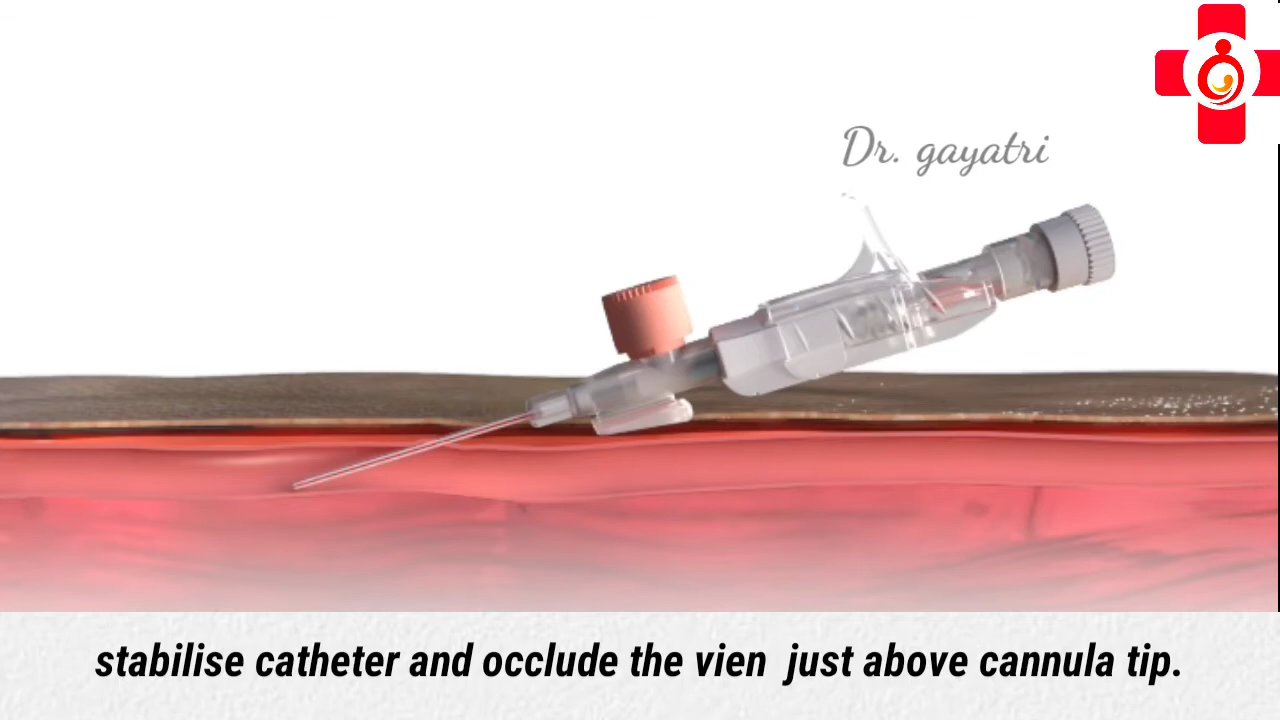 Dr. gayatri
stabilise catheter and occlude the vien just above cannula tip.